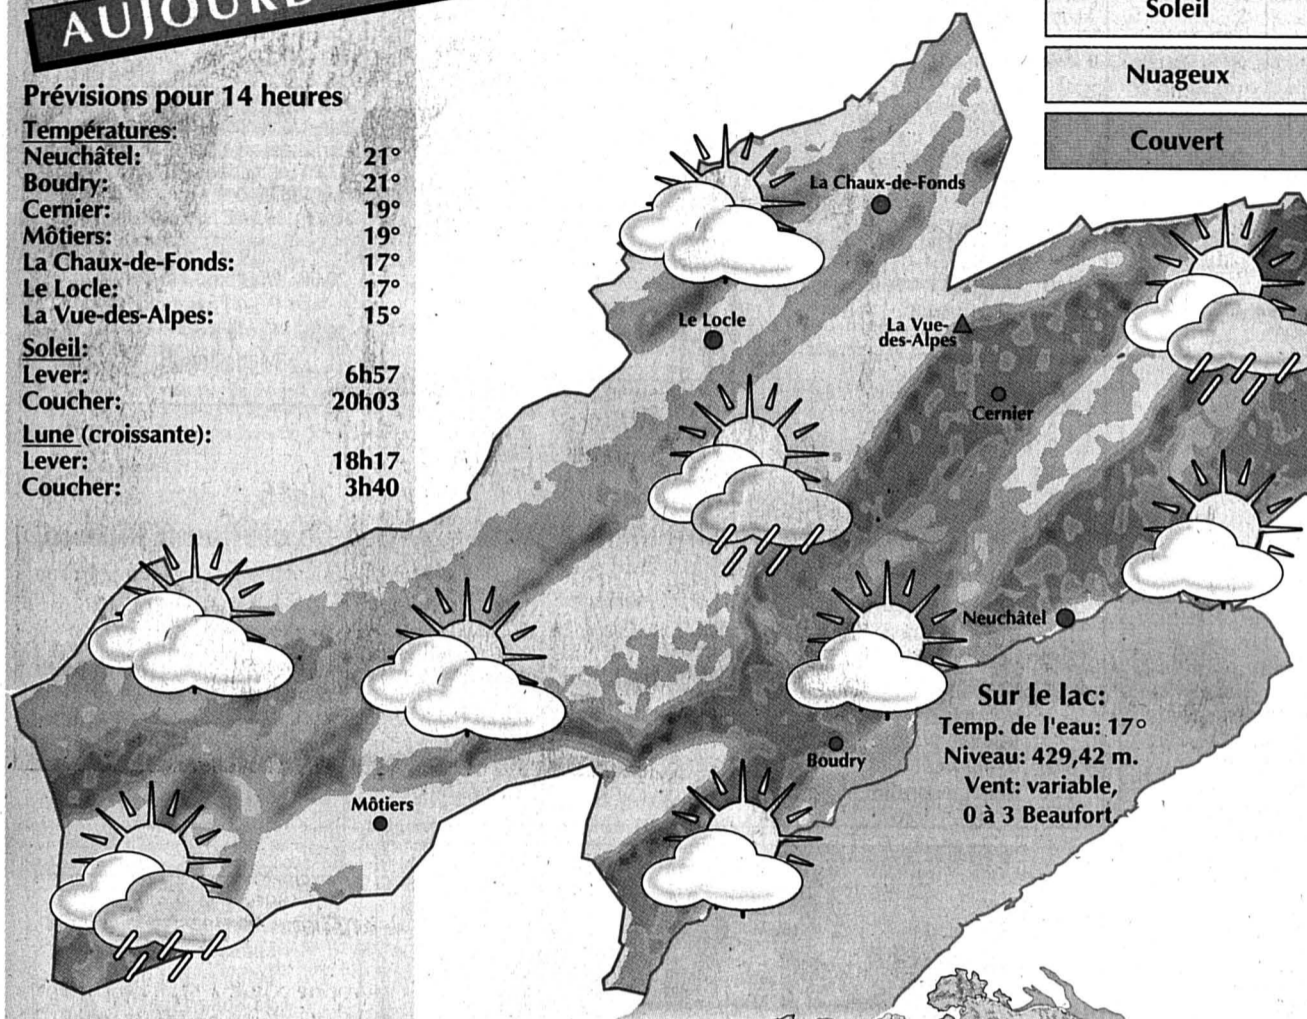 Prévisions pour 14 heures
Températures:
Neuchâtel: 21°
Boudry: 21°
Cernier: 19°
Môtiers: 19°
La Chaux-de-Fonds: 17°
Le Locle: 17°
La Vue-des-Alpes: 15°
Soleil:
Lever: 6h57
Coucher: 20h03
Lune (croissante):
Lever: 18h17
Coucher: 3h40
Soleil
Nuageux
Couvert
La Chaux-de-Fonds
Le Locle
La Vue-
des-Alpes
Cernier
Neuchâtel
Boudry
Môtiers
Sur le lac:
Temp. de l'eau: 17°
Niveau: 429,42 m.
Vent: variable,
0 à 3 Beaufort.